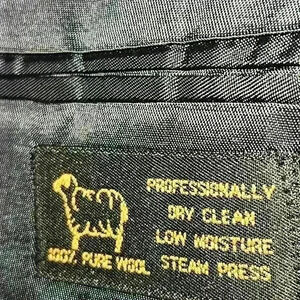 PROFESSIONALLY
DRY CLEAN
LOW MOISTURE
STEAM PRESS
100% PURE WOOL